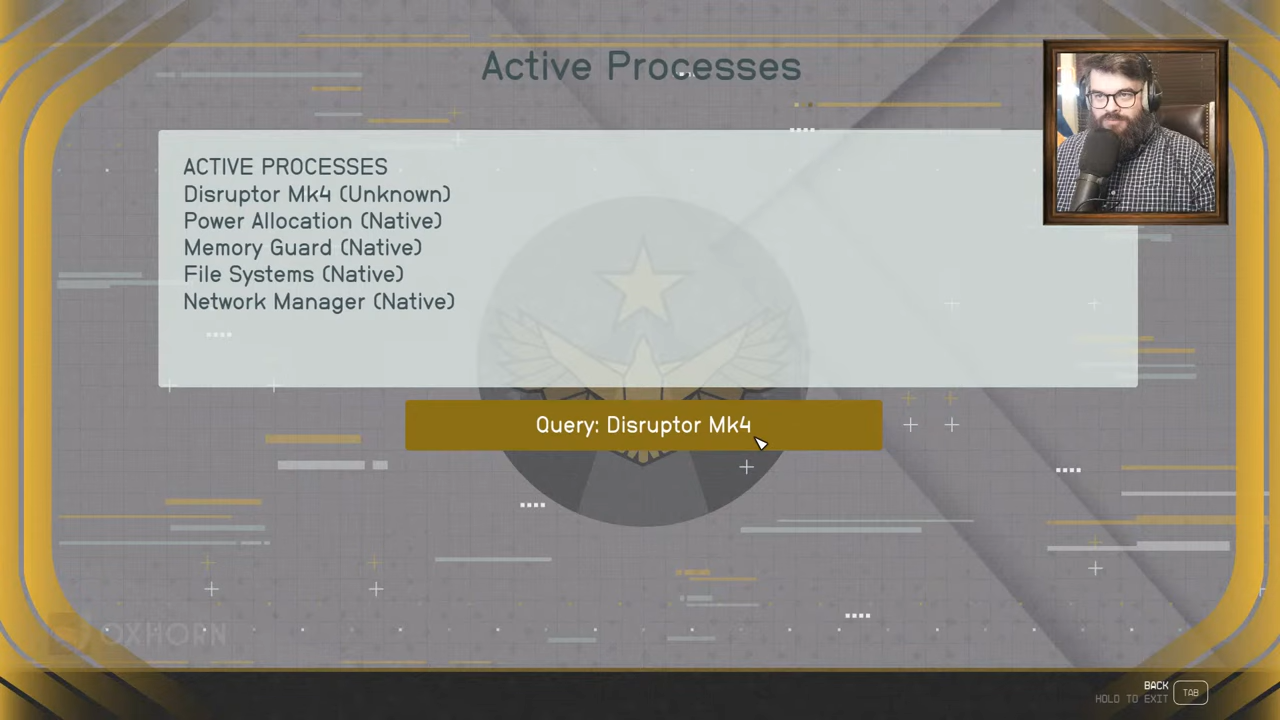 Active Processes
ACTIVE PROCESSES
Disruptor Mk4 (Unknown)
Power Allocation (Native)
Memory Guard (Native)
File Systems (Native)
Network Manager (Native)
Query: Disruptor Mk4
OXHORN
BACK
HOLD TO EXIT TAB